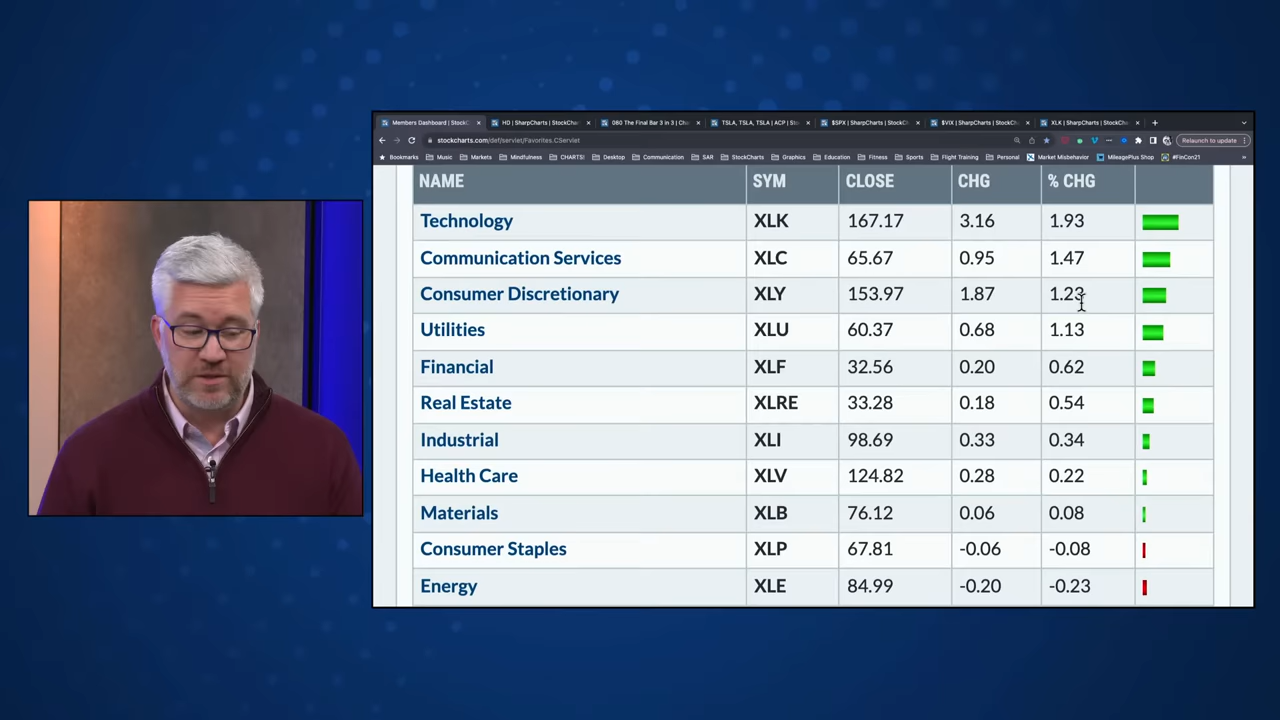 Members Dashboard | StockC
HD | SharpCharts | StockChar
080 The Final Bar 3 in 3 | Cha
TSLA, TSLA, TSLA | ACP | St
$SPX | SharpCharts | StockC
$VIX | SharpCharts | StockCh
XLK | SharpCharts | StockCha
stockcharts.com/def/servlet/Favorites.CServlet
Relaunch to update
Bookmarks Music Markets Mindfulness CHARTS! Desktop Communication SAR StockCharts Graphics Education Fitness Sports Flight Training Personal Market Misbehavior MileagePlus Shop #FinCon21
NAME SYM CLOSE CHG % CHG
Technology XLK 167.17 3.16 1.93
Communication Services XLC 65.67 0.95 1.47
Consumer Discretionary XLY 153.97 1.87 1.23
Utilities XLU 60.37 0.68 1.13
Financial XLF 32.56 0.20 0.62
Real Estate XLRE 33.28 0.18 0.54
Industrial XLI 98.69 0.33 0.34
Health Care XLV 124.82 0.28 0.22
Materials XLB 76.12 0.06 0.08
Consumer Staples XLP 67.81 -0.06 -0.08
Energy XLE 84.99 -0.20 -0.23